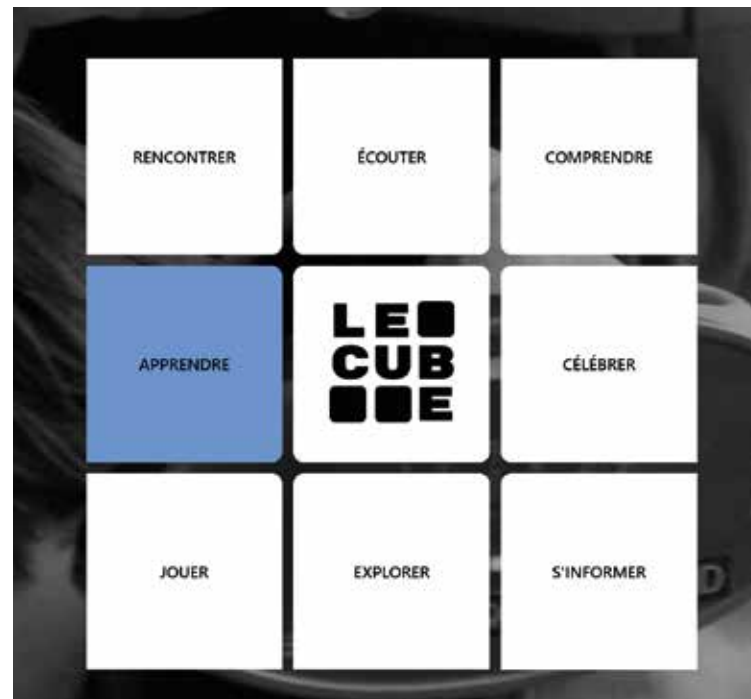 RENCONTRER
ÉCOUTER
COMPRENDRE
APPRENDRE
LE
CUB
E
CÉLÉBRER
JOUER
EXPLORER
S'INFORMER
D